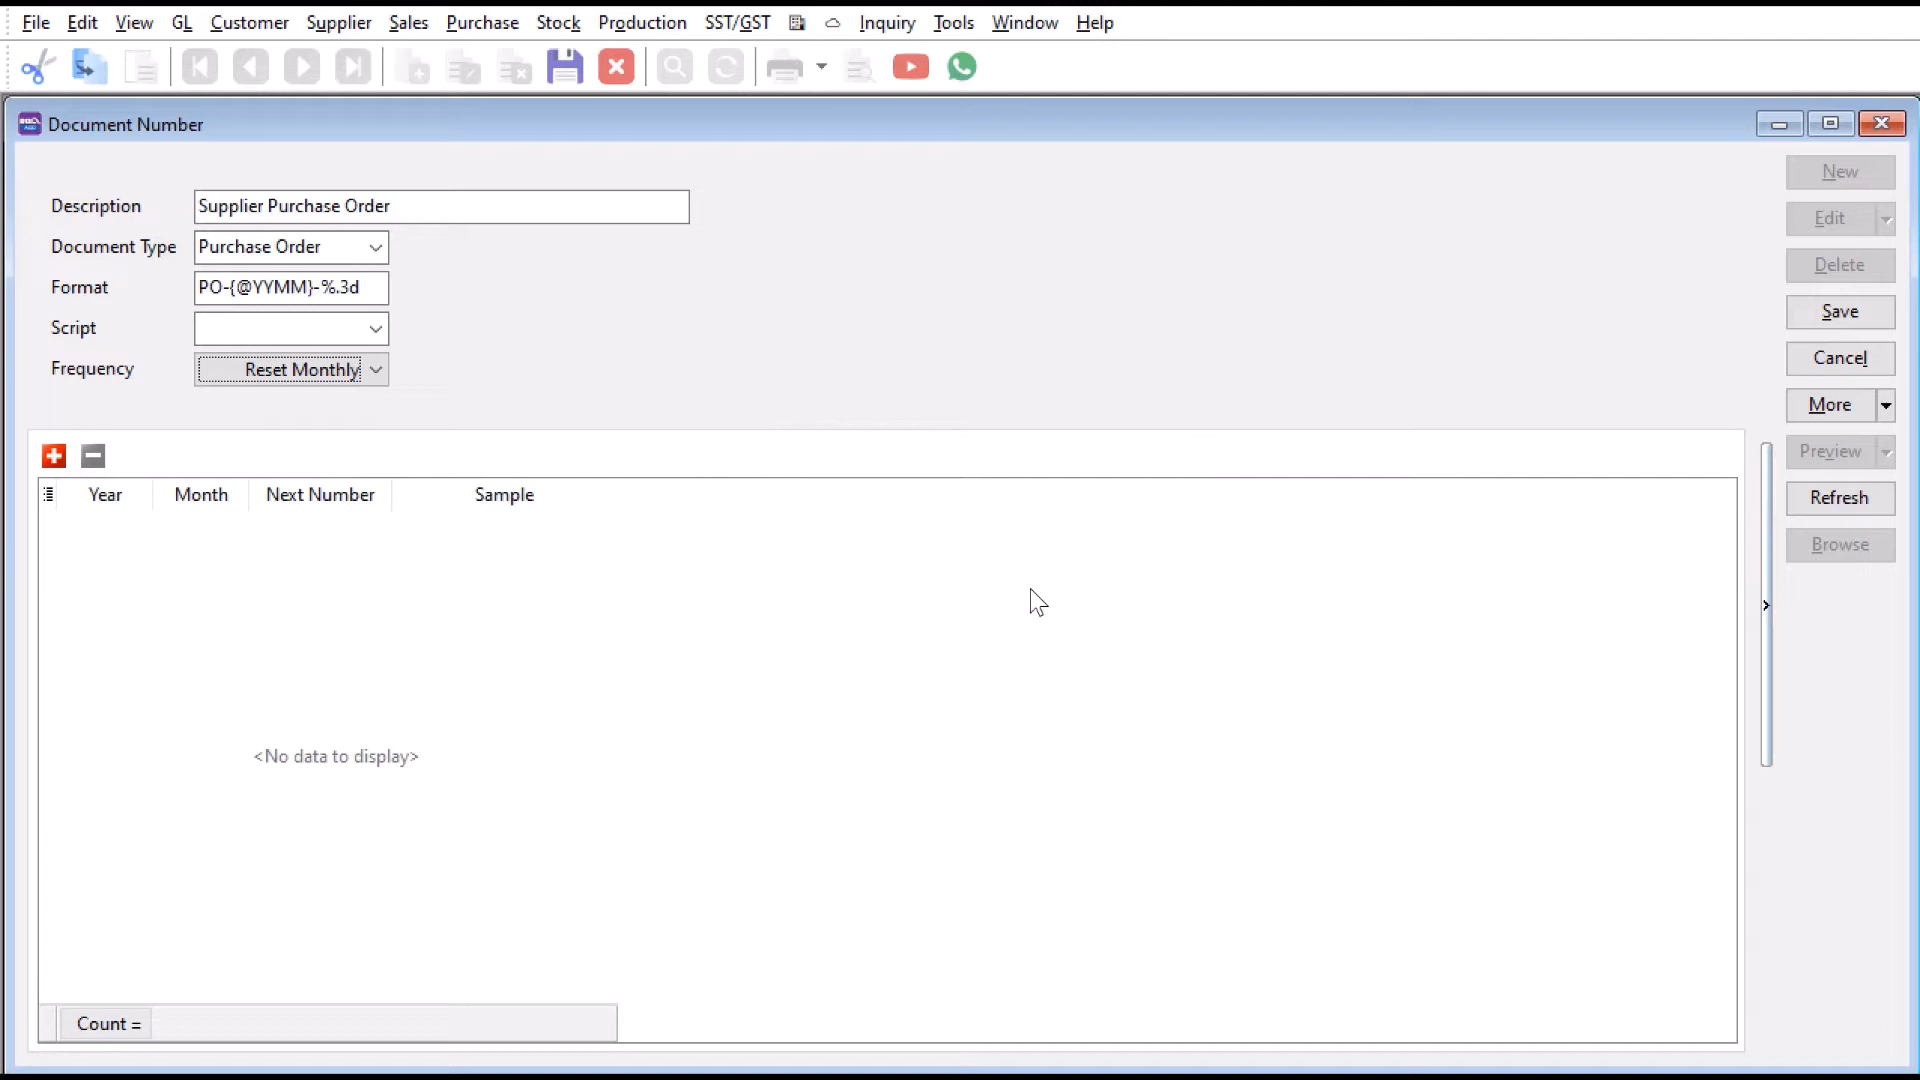 File Edit View GL Customer Supplier Sales Purchase Stock Production SST/GST Inquiry Tools Window Help
Document Number
New
Description Supplier Purchase Order
Edit
Document Type Purchase Order
Delete
Format PO-{@YYMM}-%.3d
Save
Script
Cancel
Frequency Reset Monthly
More
Preview
Year Month Next Number Sample
Refresh
Browse
<No data to display>
Count =